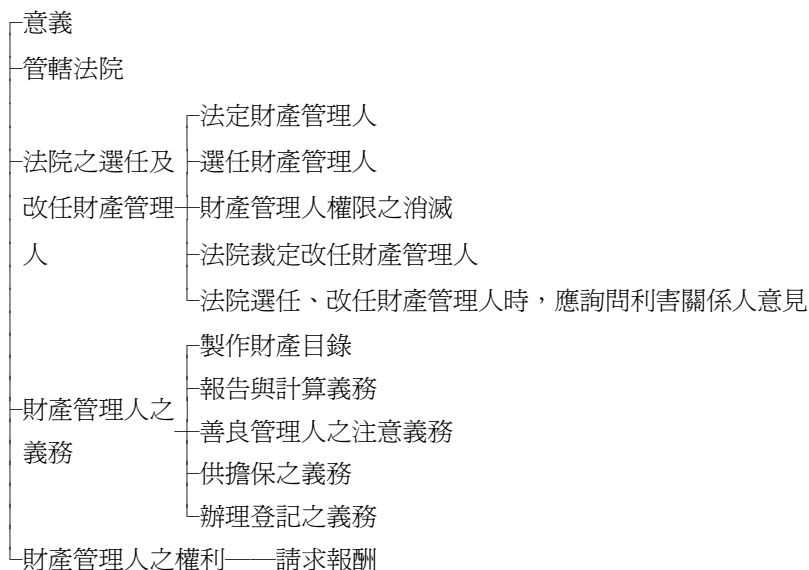 意義
管轄法院
法定財產管理人
法院之選任及
選任財產管理人
改任財產管理
財產管理人權限之消滅
人
法院裁定改任財產管理人
法院選任、改任財產管理人時，應詢問利害關係人意見
製作財產目錄
報告與計算義務
財產管理人之
善良管理人之注意義務
義務
供擔保之義務
辦理登記之義務
財產管理人之權利——請求報酬